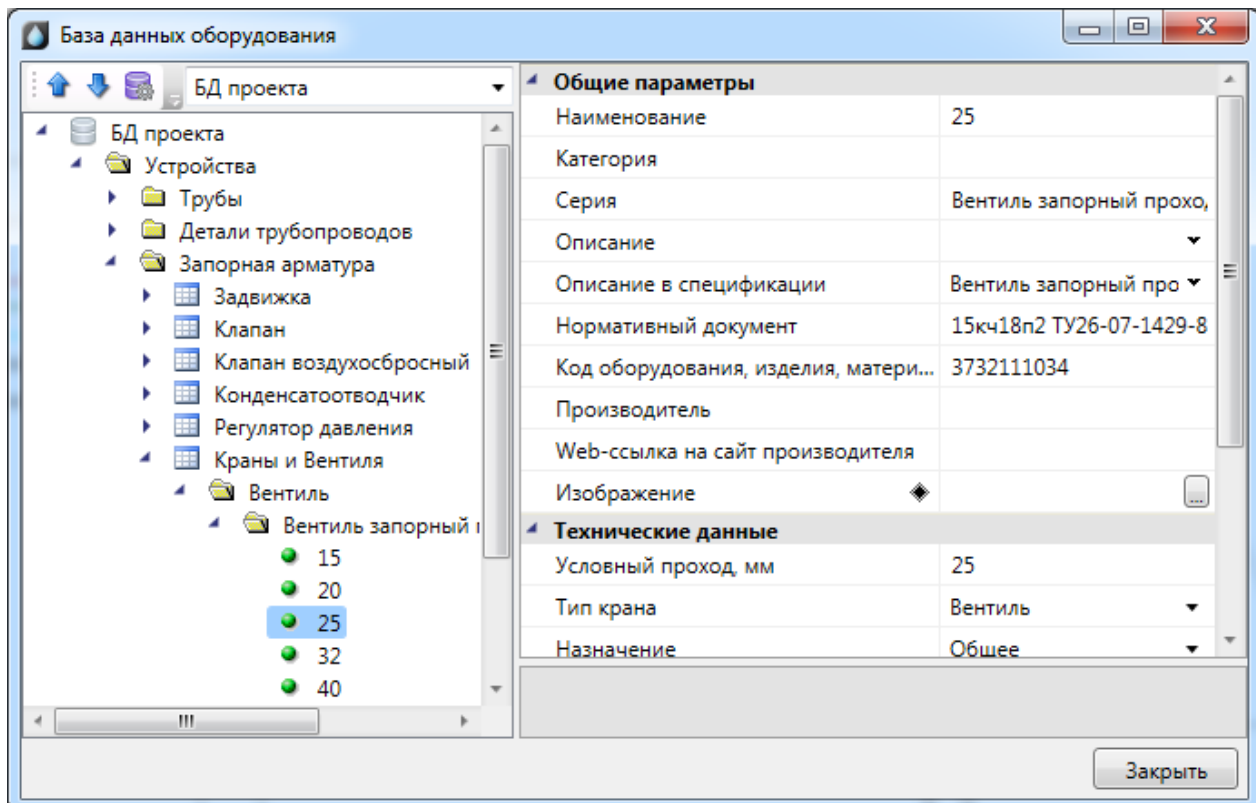 База данных оборудования
БД проекта
БД проекта
Устройства
Трубы
Детали трубопроводов
Запорная арматура
Задвижка
Клапан
Клапан воздухосбросный
Конденсатоотводчик
Регулятор давления
Краны и Вентиля
Вентиль
Вентиль запорный
15
20
25
32
40
Общие параметры
Наименование 25
Категория
Серия Вентиль запорный прохо
Описание
Описание в спецификации Вентиль запорный про
Нормативный документ 15кч18п2 ТУ26-07-1429-8
Код оборудования, изделия, матери... 3732111034
Производитель
Web-ссылка на сайт производителя
Изображение ...
Технические данные
Условный проход, мм 25
Тип крана Вентиль
Назначение Общее
Закрыть